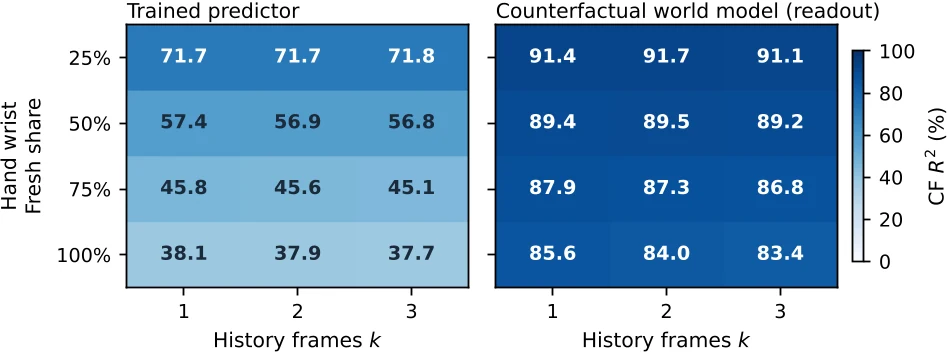 Trained predictor
Counterfactual world model (readout)
Hand wrist
Fresh share
25%
71.7 71.7 71.8
91.4 91.7 91.1
50%
57.4 56.9 56.8
89.4 89.5 89.2
75%
45.8 45.6 45.1
87.9 87.3 86.8
100%
38.1 37.9 37.7
85.6 84.0 83.4
1 2 3
1 2 3
History frames k
History frames k
100
80
60
40
20
0
CF R² (%)